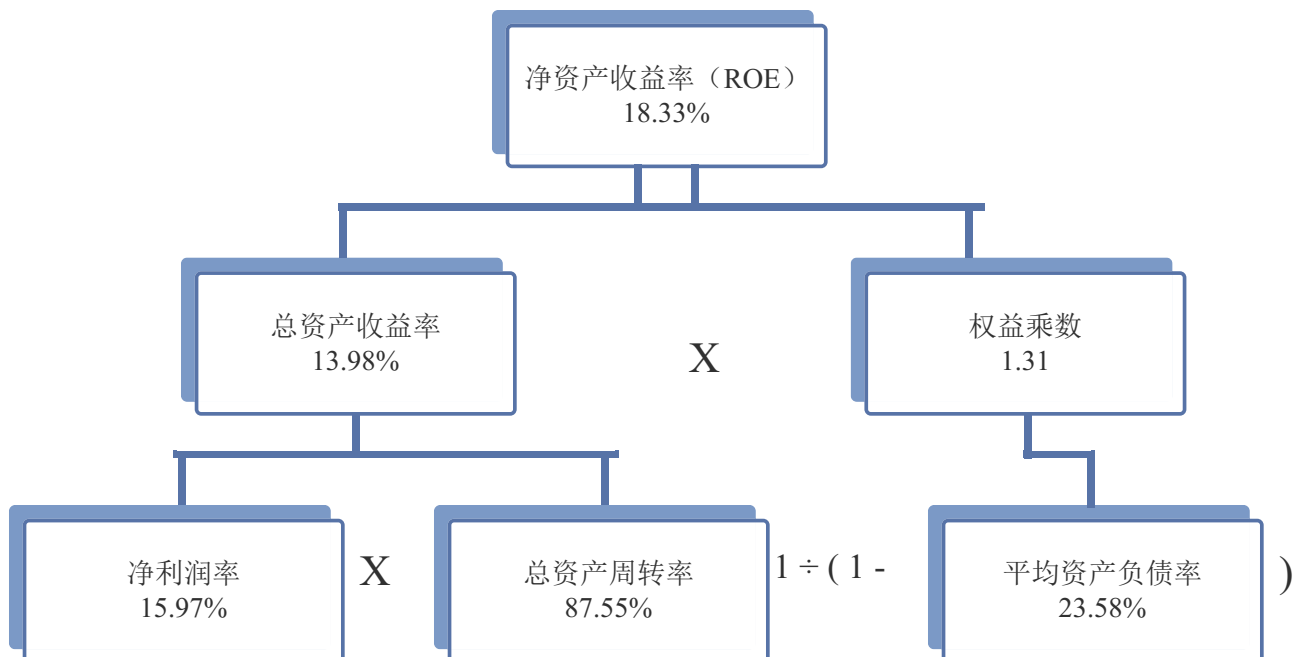 净资产收益率（ROE）
18.33%
总资产收益率
13.98%
X
权益乘数
1.31
净利润率
15.97%
X
总资产周转率
87.55%
1 ÷ ( 1 -
平均资产负债率
23.58%
)